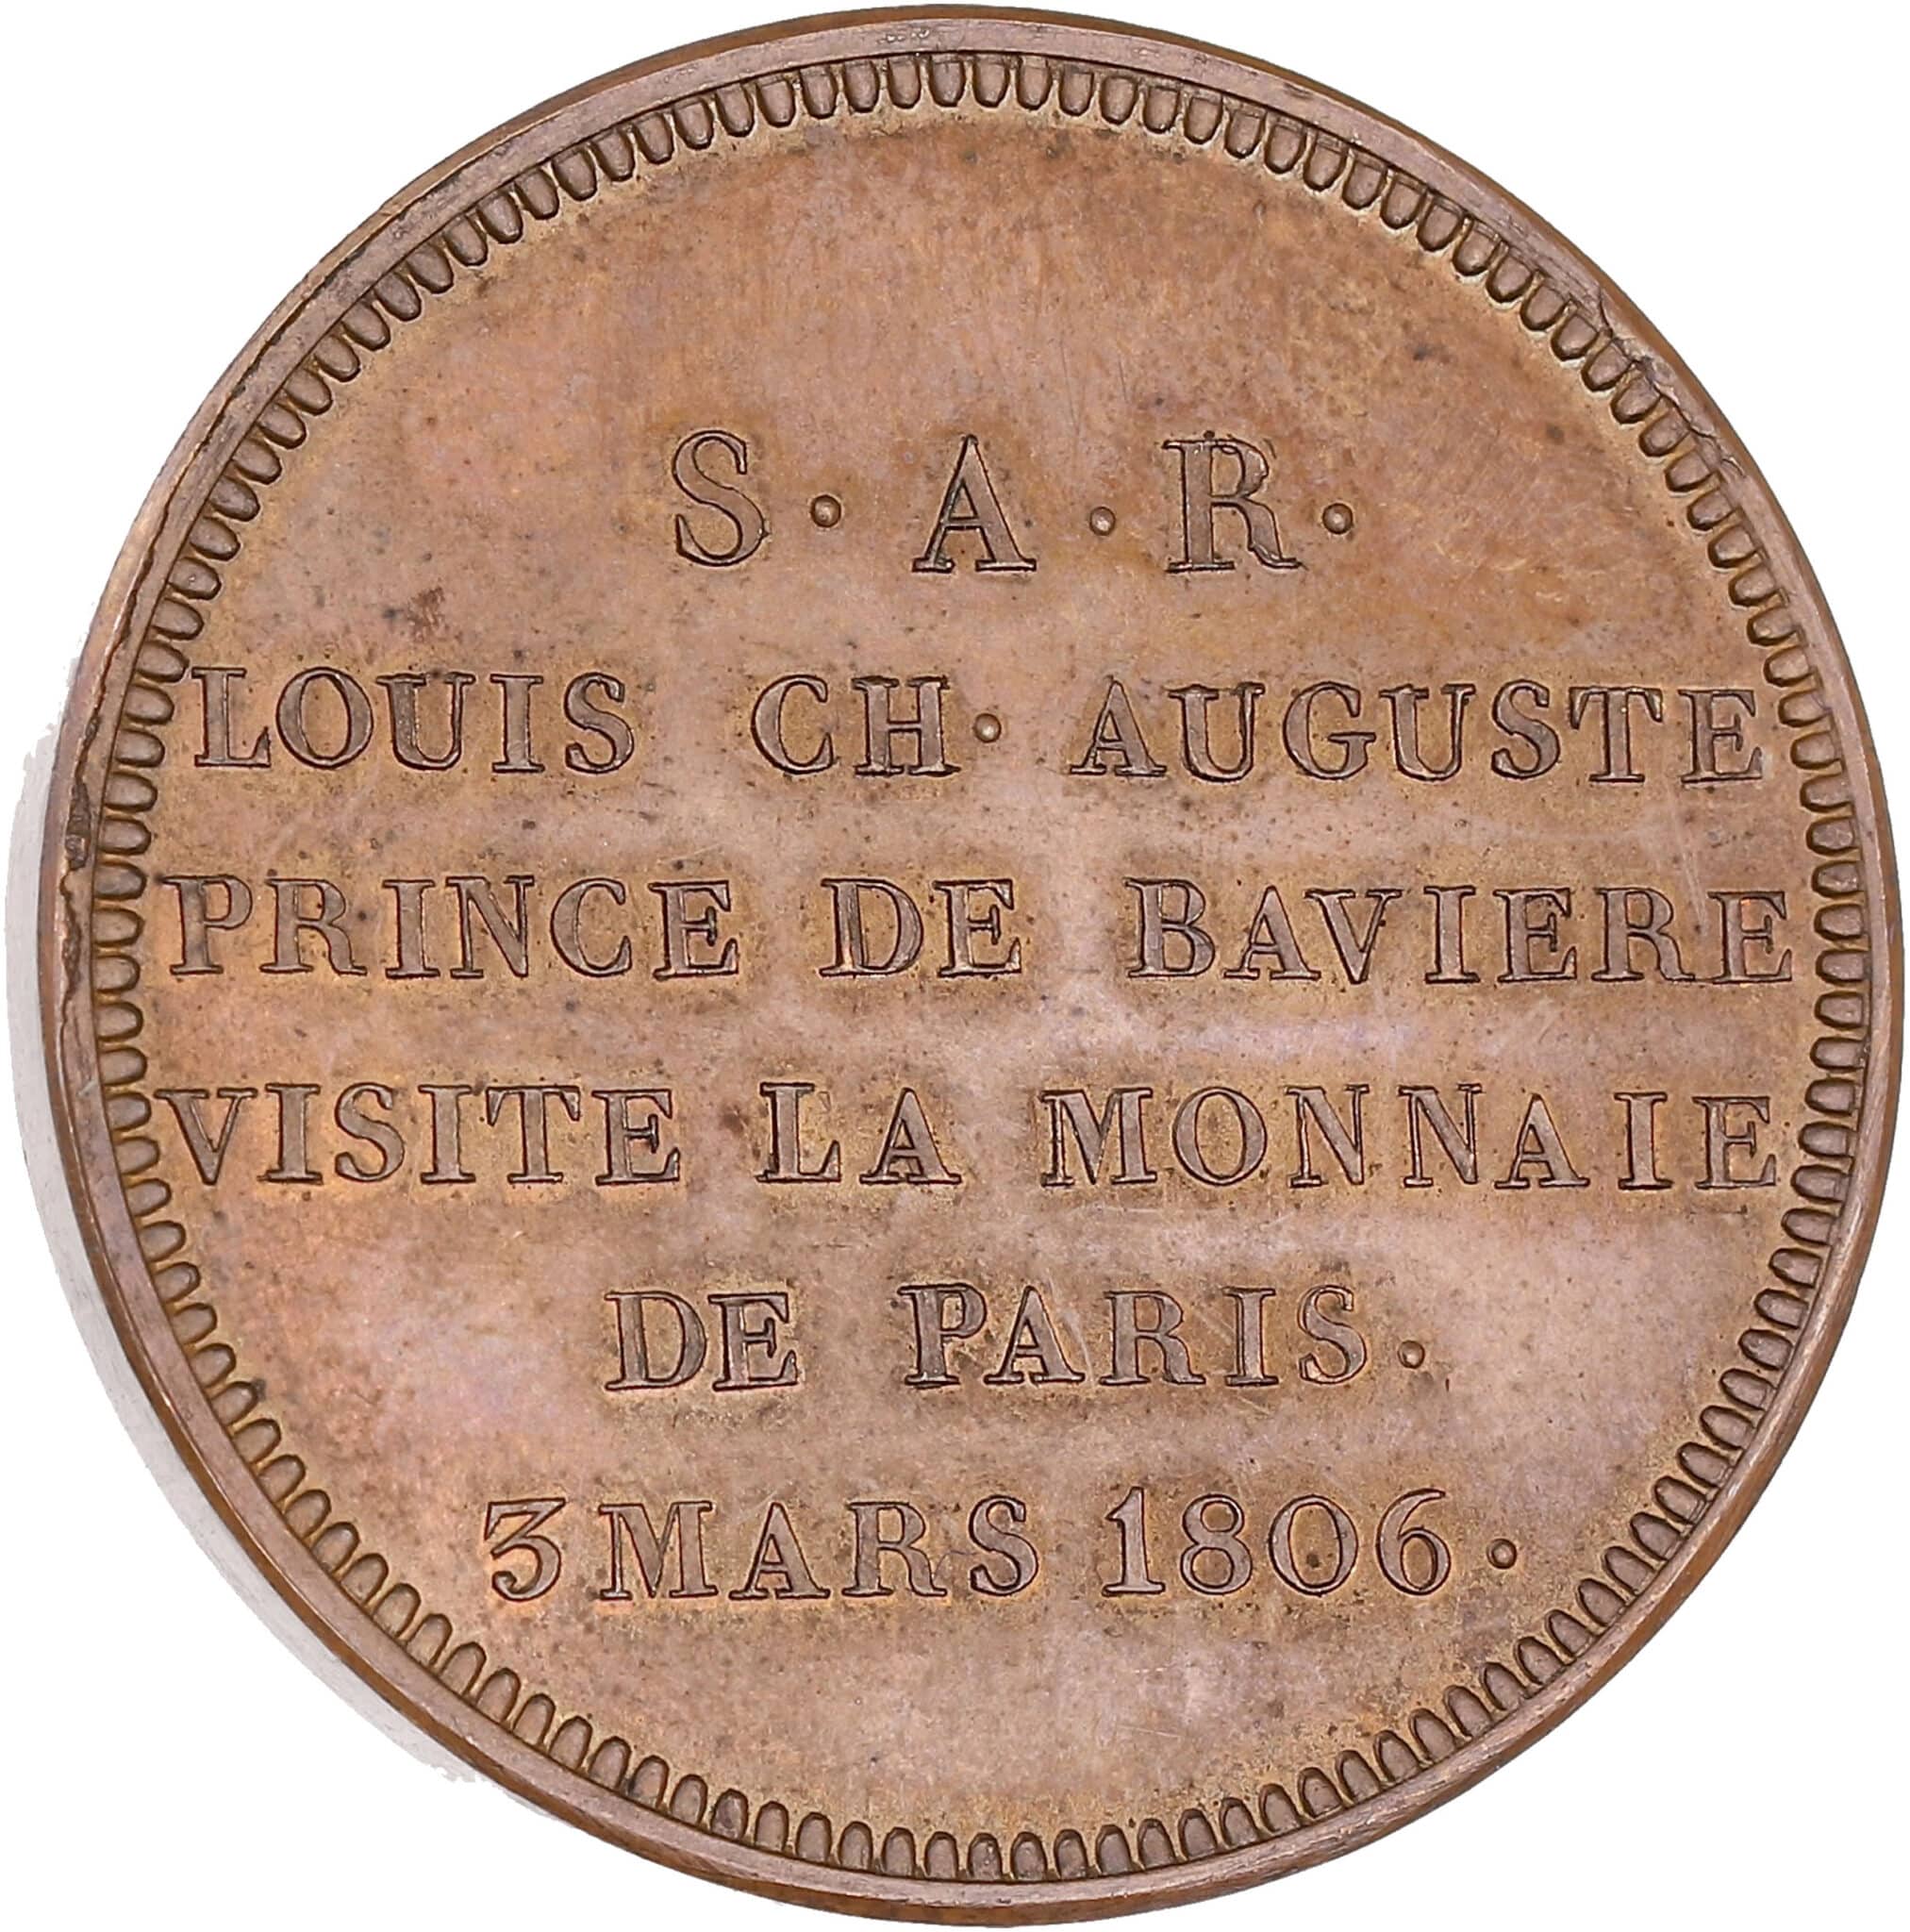 S. A. R.
LOUIS CH. AUGUSTE
PRINCE DE BAVIERE
VISITE LA MONNAIE
DE PARIS.
3 MARS 1806.